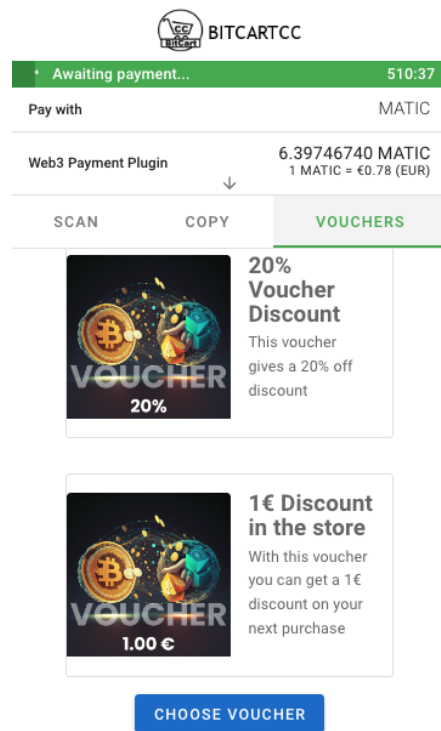 CC
BitCart
BITCARTCC
Awaiting payment... 510:37
Pay with MATIC
Web3 Payment Plugin 6.39746740 MATIC
1 MATIC = €0.78 (EUR)
SCAN COPY VOUCHERS
20%
Voucher
Discount
This voucher
gives a 20% off
discount
VOUCHER
20%
1€ Discount
in the store
With this voucher
you can get a 1€
discount on your
next purchase
VOUCHER
1.00 €
CHOOSE VOUCHER